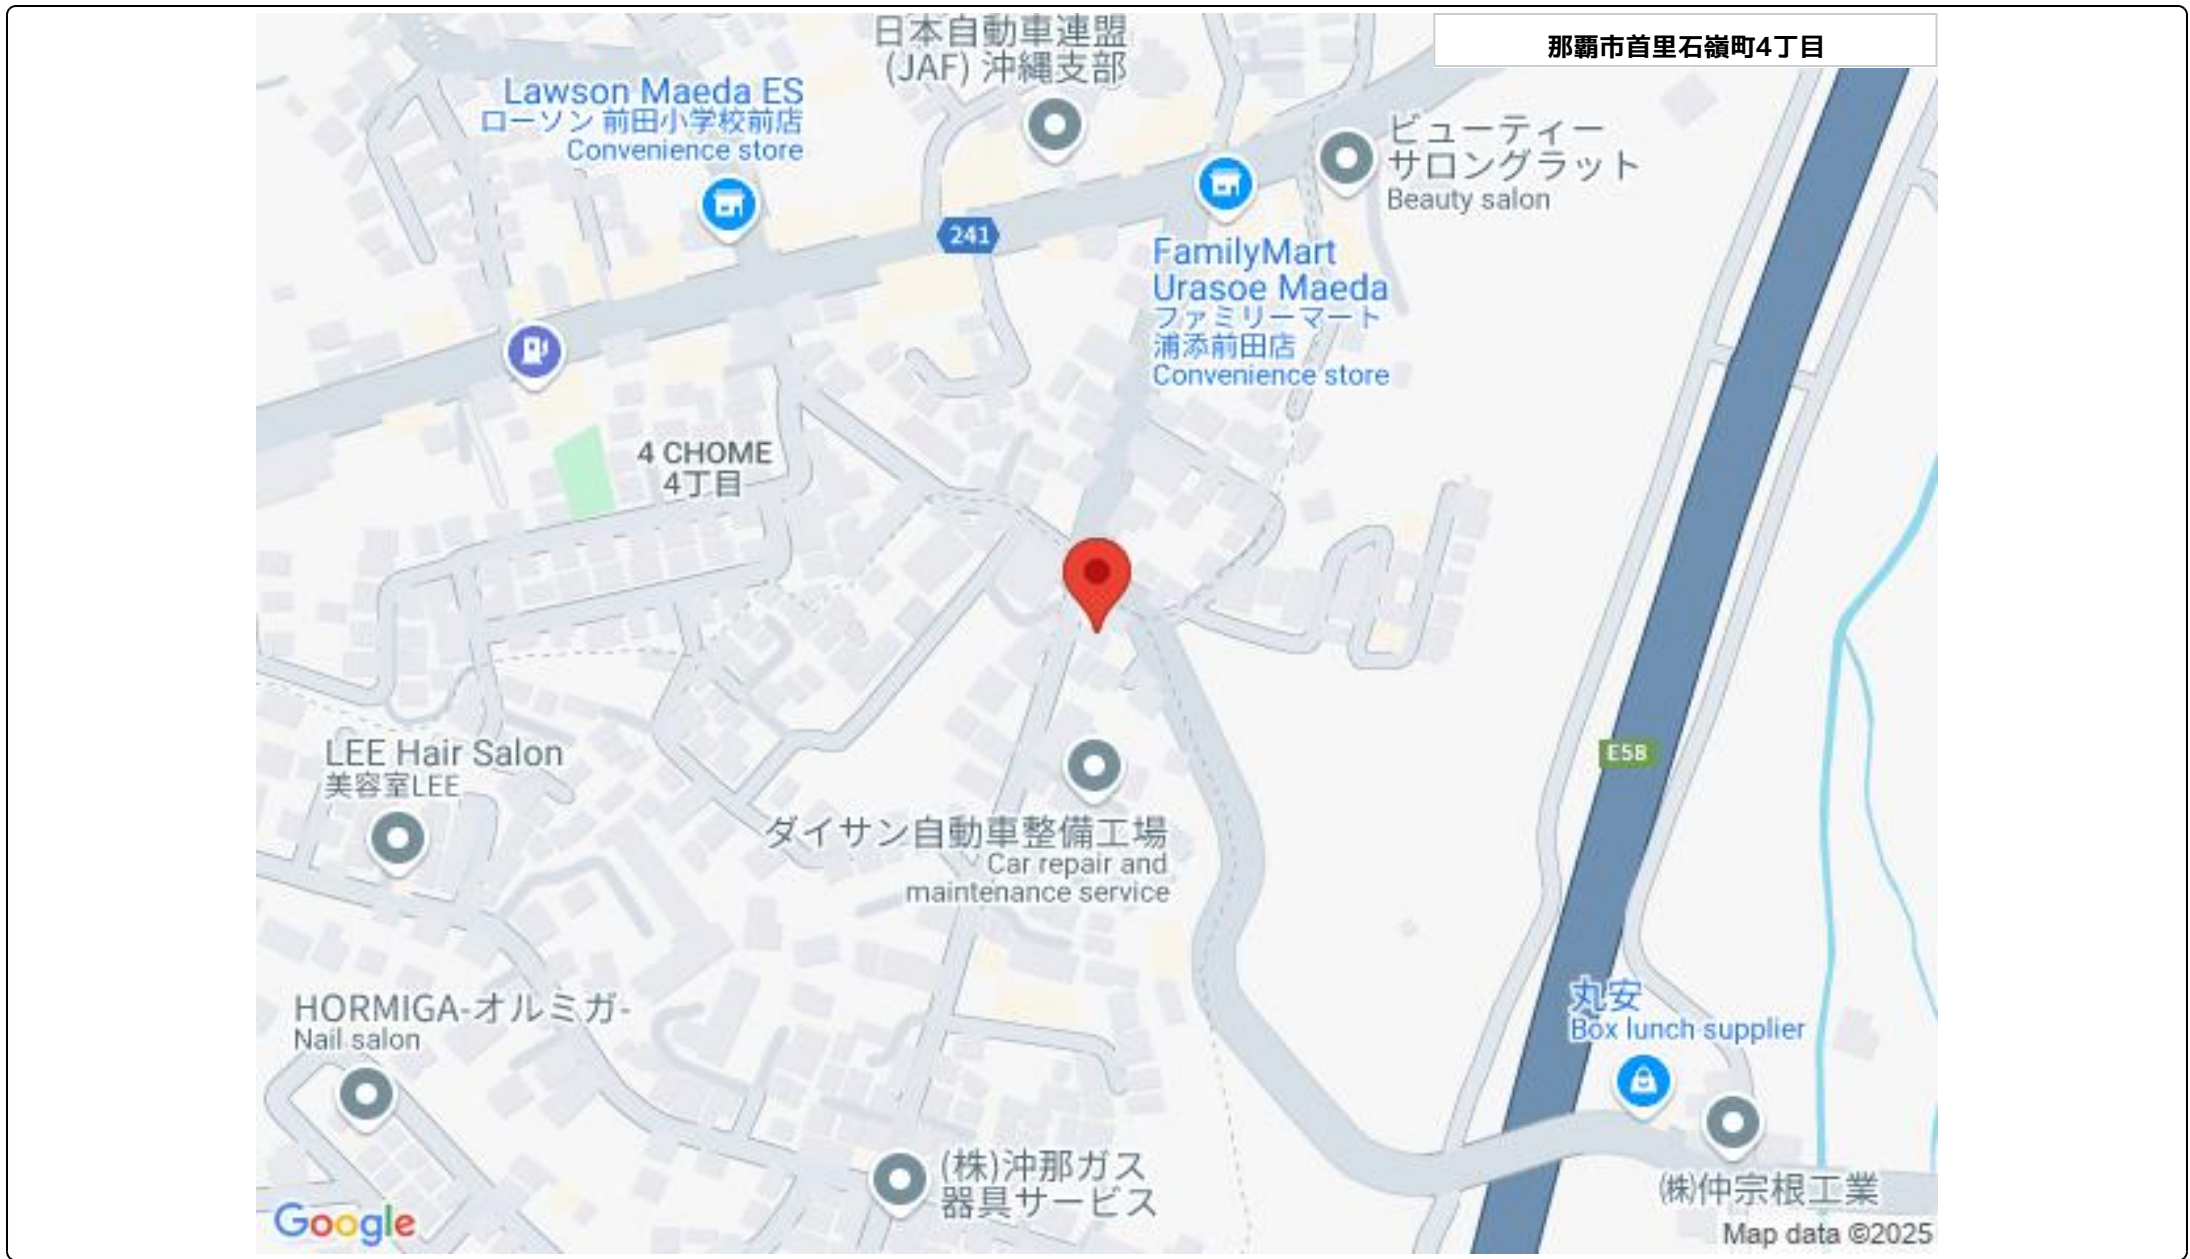 那覇市首里石嶺町4丁目
日本自動車連盟
(JAF) 沖縄支部
Lawson Maeda ES
ローソン 前田小学校前店
Convenience store
ビューティー
サロングラット
Beauty salon
241
FamilyMart
Urasoe Maeda
ファミリーマート
浦添前田店
Convenience store
4 CHOME
4丁目
LEE Hair Salon
美容室LEE
E58
ダイサン自動車整備工場
Car repair and
maintenance service
HORMIGA-オルミガ-
Nail salon
丸安
Box lunch supplier
(株)沖那ガス
器具サービス
㈱仲宗根工業
Google
Map data ©2025